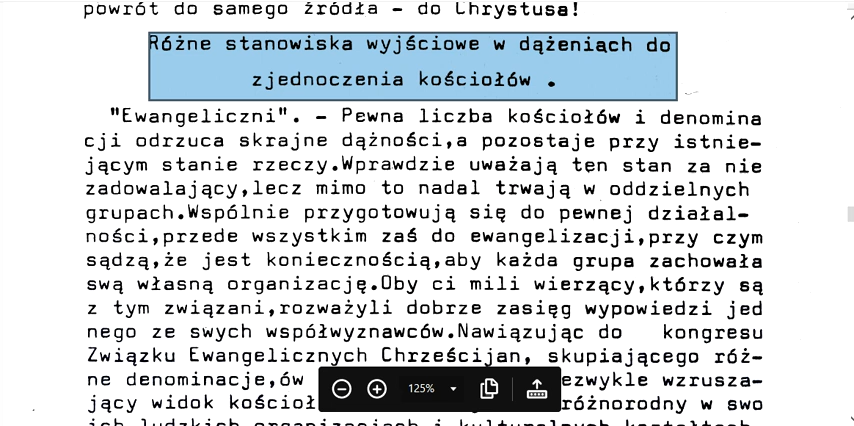 powrót do samego źródła - do Chrystusa!
Różne stanowiska wyjściowe w dążeniach do
zjednoczenia kościołów .
"Ewangeliczni". - Pewna liczba kościołów i denomina
cji odrzuca skrajne dążności,a pozostaje przy istnie-
jącym stanie rzeczy.Wprawdzie uważają ten stan za nie
zadowalający,lecz mimo to nadal trwają w oddzielnych
grupach.Wspólnie przygotowują się do pewnej działal-
ności,przede wszystkim zaś do ewangelizacji,przy czym
sądzą,że jest koniecznością,aby każda grupa zachowała
swą własną organizację.Oby ci mili wierzący,którzy są
z tym związani,rozważyli dobrze zasięg wypowiedzi jed
nego ze swych współwyznawców.Nawiązując do kongresu
Związku Ewangelicznych Chrześcijan, skupiającego róż-
ne denominacje,ów ezwykle wzrusza-
125%
jący widok kościoł różnorodny w swo
ich ludzkich organizacjach i kulturalnych kształtach